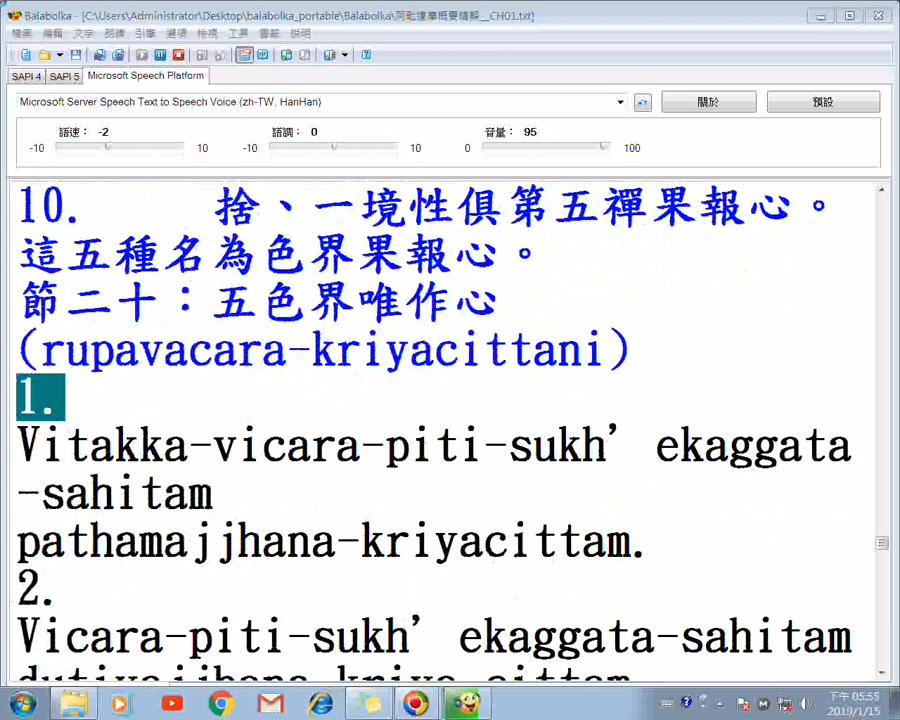 Balabolka - [C:\Users\Administrator\Desktop\balabolka_portable\Balabolka\阿毗達摩概要精解__CH01.txt]
檔案 編輯 文字 朗讀 引擎 選項 檢視 工具 書籤 說明
SAPI 4 SAPI 5 Microsoft Speech Platform
Microsoft Server Speech Text to Speech Voice (zh-TW, HanHan) 關於 預設
語速： -2 語調： 0 音量： 95
-10 10 -10 10 0 100
10. 捨、一境性俱第五禪果報心。
這五種名為色界果報心。
節二十：五色界唯作心
(rupavacara-kriyacittani)
1.
Vitakka-vicara-piti-sukh’ ekaggata
-sahitam
pathamajjhana-kriyacittam.
2.
Vicara-piti-sukh’ ekaggata-sahitam
dutiyajjhana-kriya-cittam
下午 05:55
2019/1/15